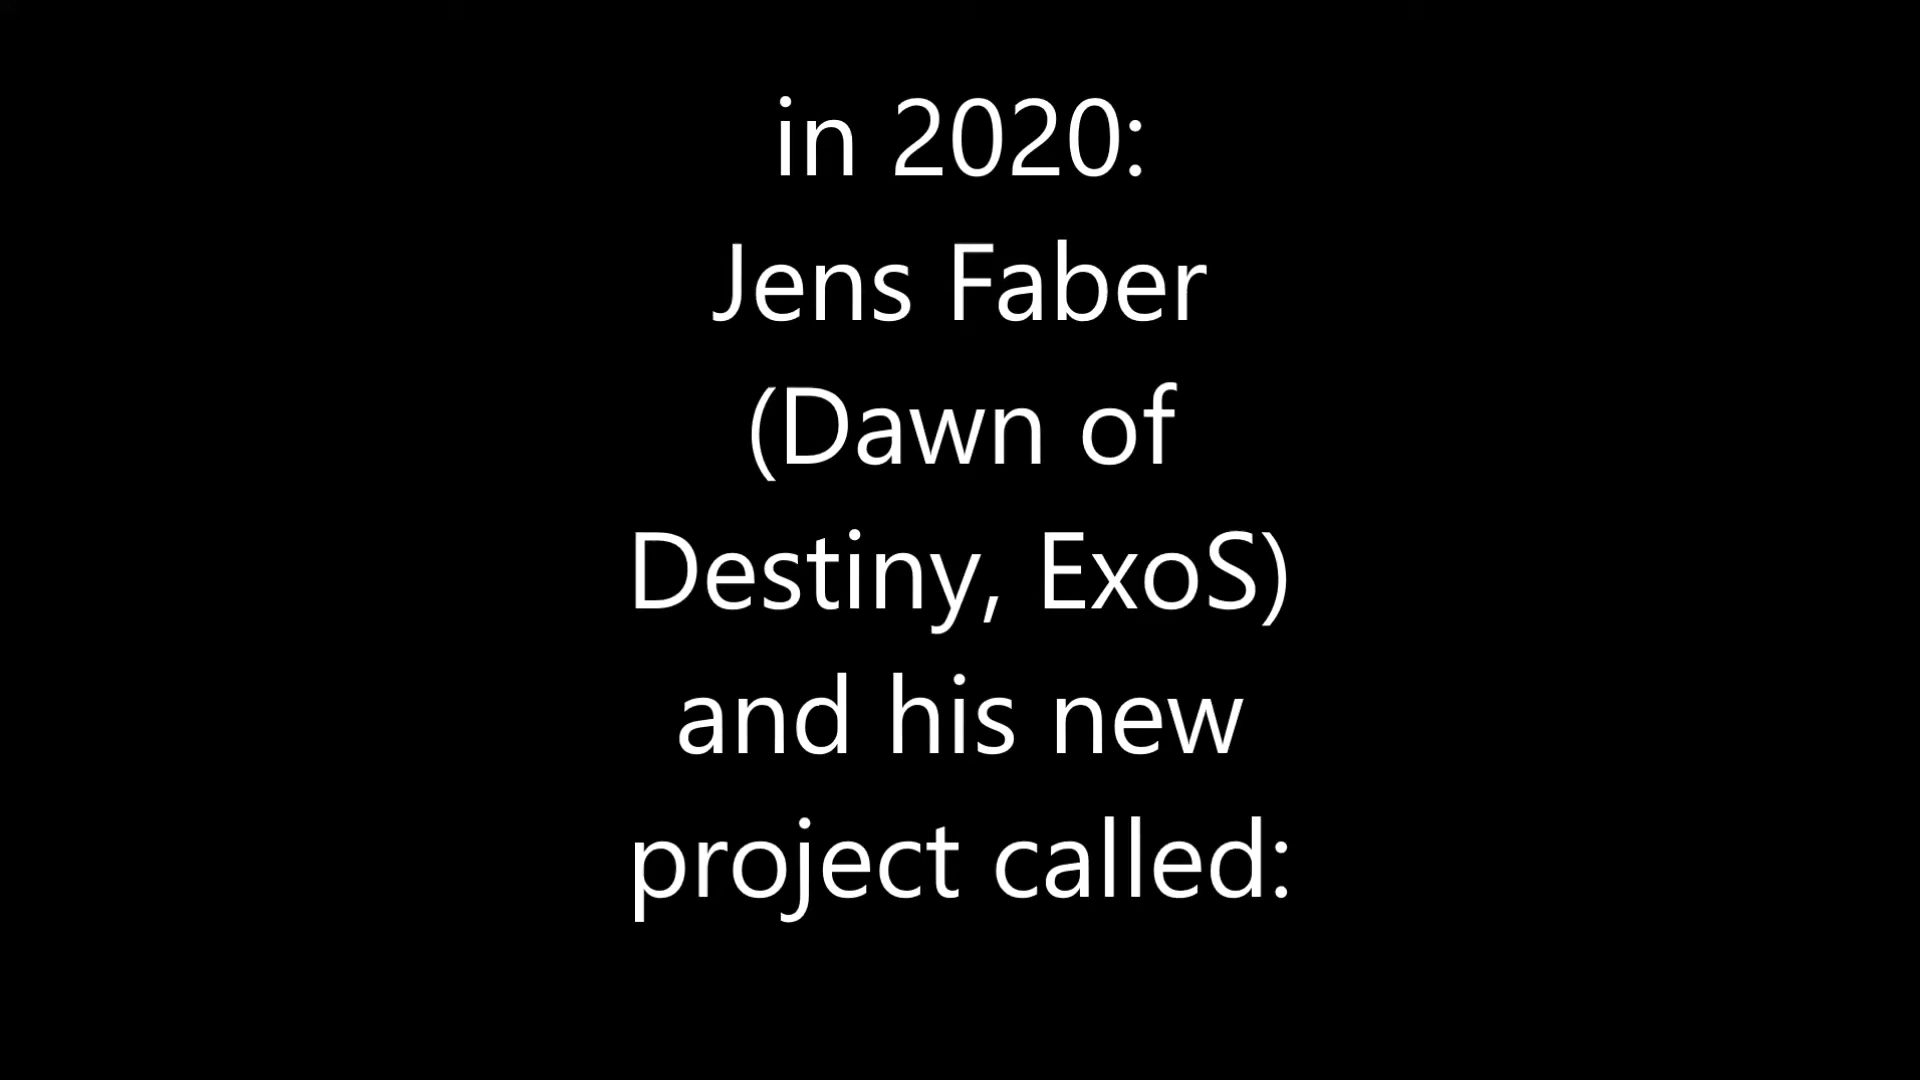 in 2020:
Jens Faber
(Dawn of
Destiny, ExoS)
and his new
project called: